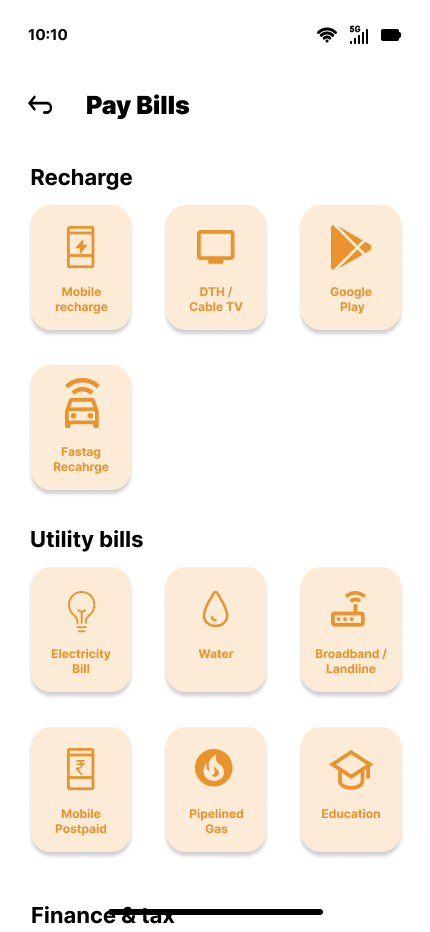 10:10
5G
Pay Bills
Recharge
Mobile
recharge
DTH /
Cable TV
Google
Play
Fastag
Recahrge
Utility bills
Electricity
Bill
Water
Broadband /
Landline
₹
Mobile
Postpaid
Pipelined
Gas
Education
Finance & tax